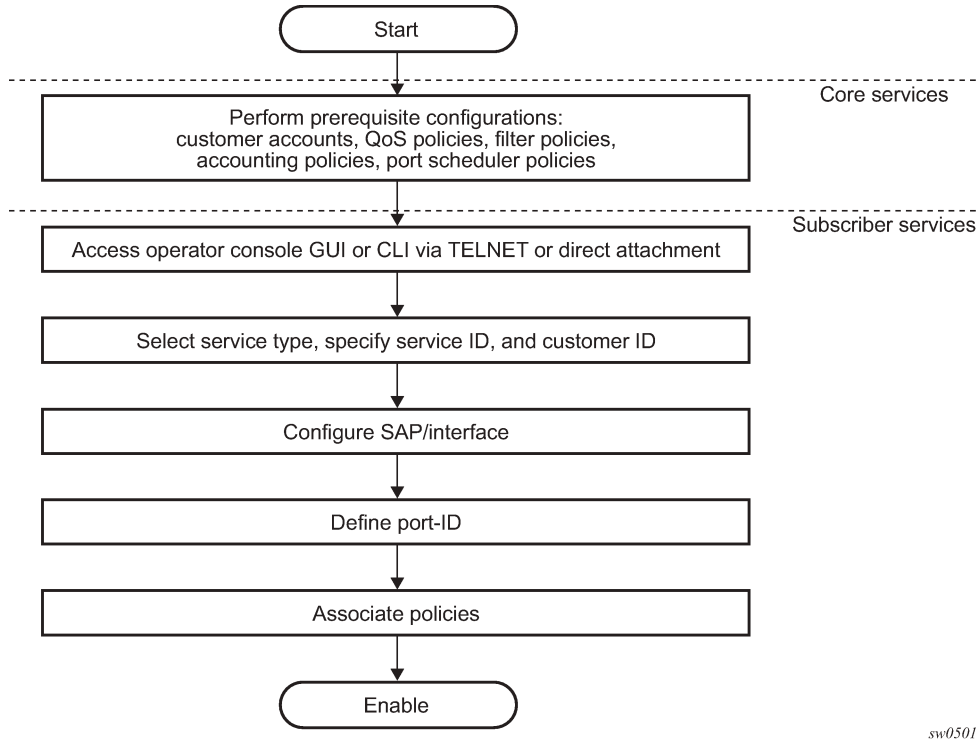 Start
Core services
Perform prerequisite configurations:
customer accounts, QoS policies, filter policies,
accounting policies, port scheduler policies
Subscriber services
Access operator console GUI or CLI via TELNET or direct attachment
Select service type, specify service ID, and customer ID
Configure SAP/interface
Define port-ID
Associate policies
Enable
sw0501